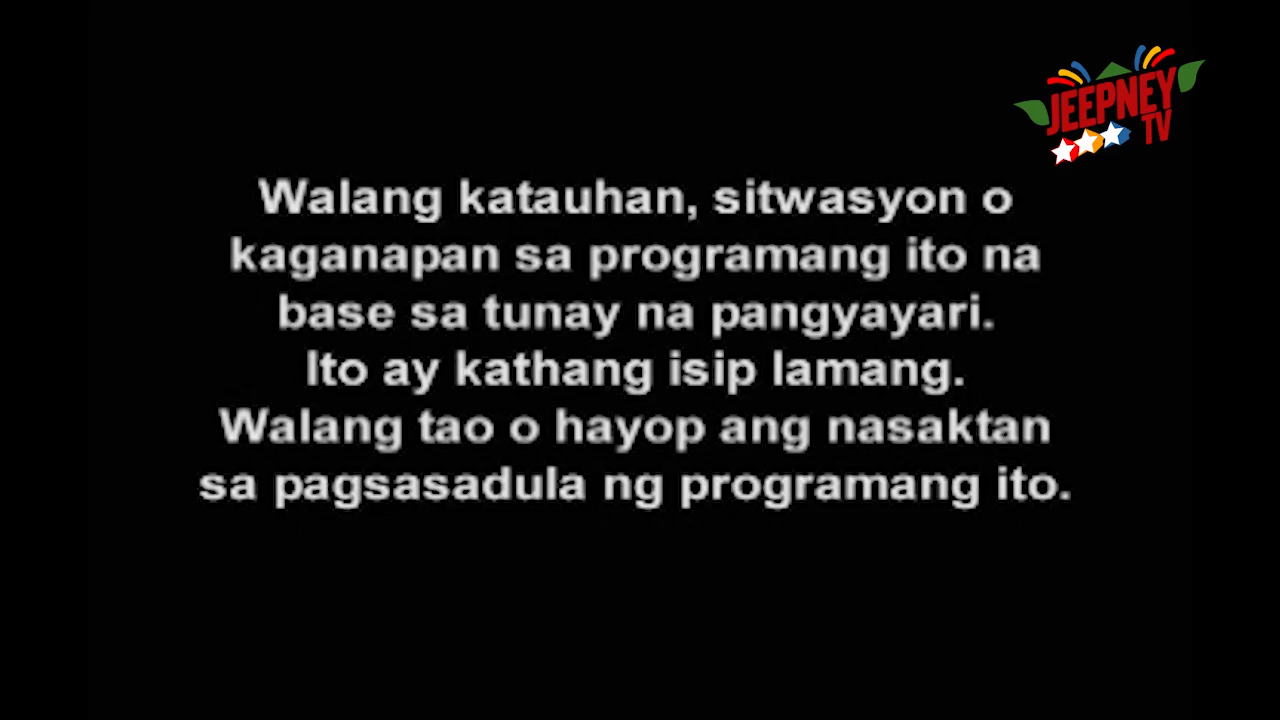 JEEPNEY
TV
Walang katauhan, sitwasyon o
kaganapan sa programang ito na
base sa tunay na pangyayari.
Ito ay kathang isip lamang.
Walang tao o hayop ang nasaktan
sa pagsasadula ng programang ito.